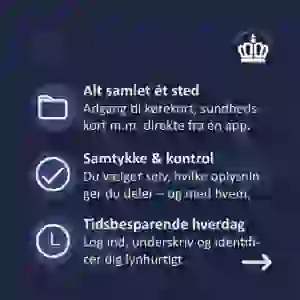 Alt samlet ét sted
Adgang til kørekort, sundheds-
kort m.m. direkte fra én app.
Samtykke & kontrol
Du vælger selv, hvilke oplysnin-
ger du deler – og med hvem.
Tidsbesparende hverdag
Log ind, underskriv og identifi-
cer dig lynhurtigt.